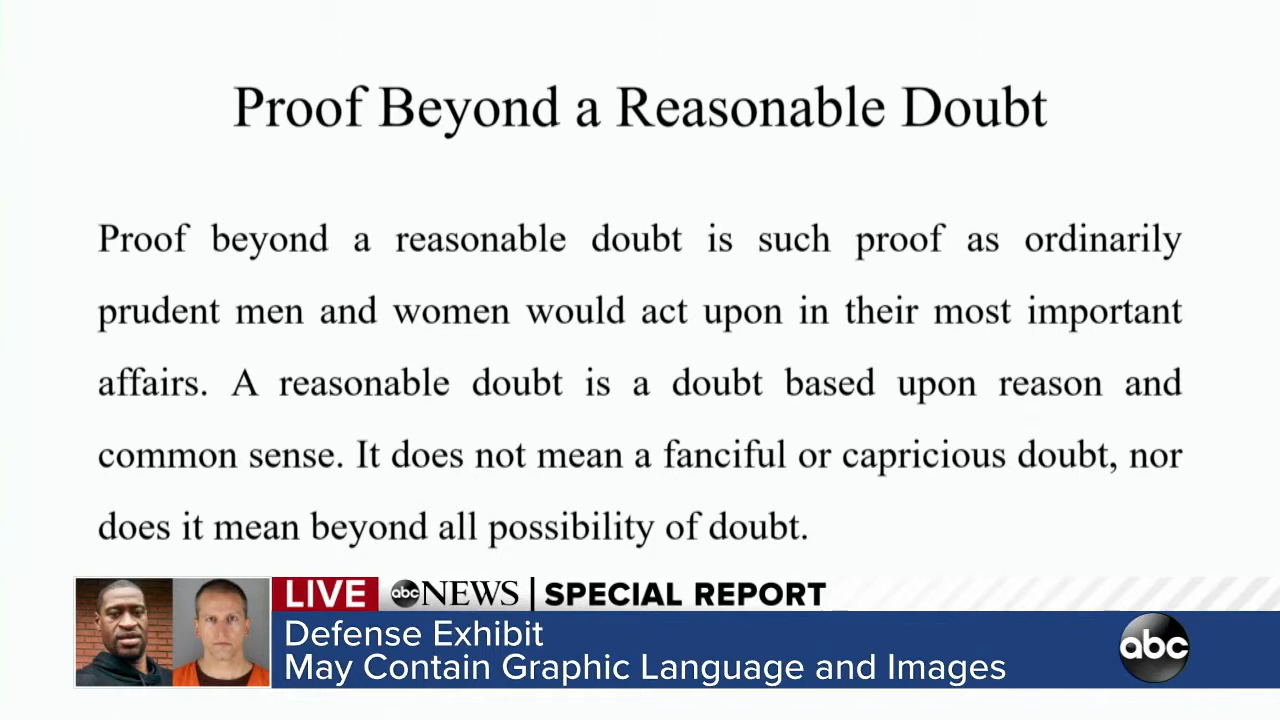 Proof Beyond a Reasonable Doubt
Proof beyond a reasonable doubt is such proof as ordinarily
prudent men and women would act upon in their most important
affairs. A reasonable doubt is a doubt based upon reason and
common sense. It does not mean a fanciful or capricious doubt, nor
does it mean beyond all possibility of doubt.
LIVE abc NEWS | SPECIAL REPORT
Defense Exhibit
May Contain Graphic Language and Images
abc